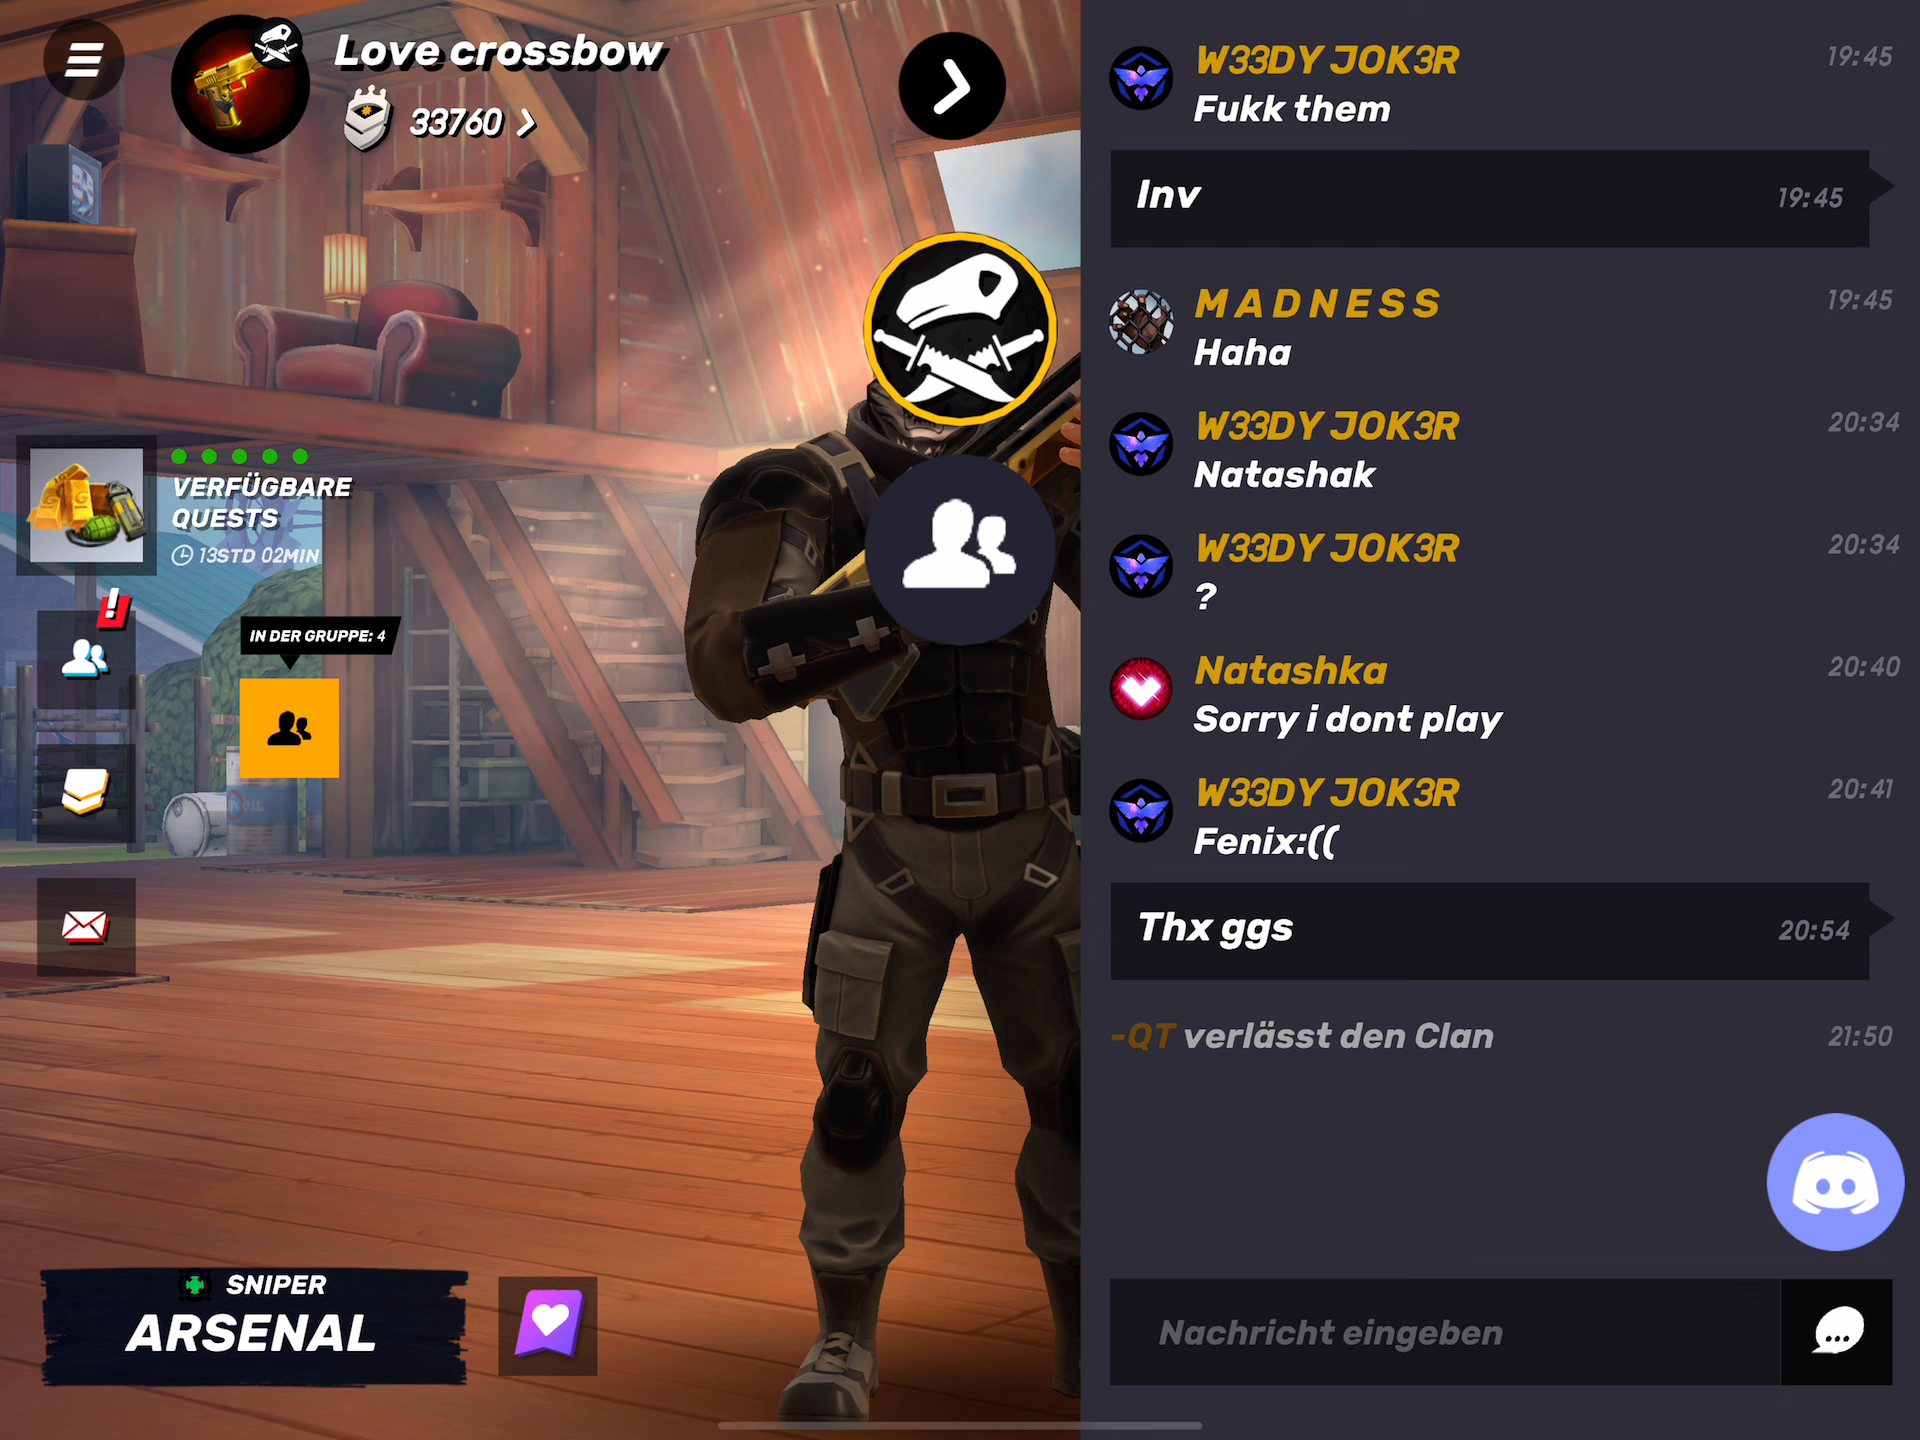 Love crossbow
33760
VERFÜGBARE
QUESTS
13STD 02MIN
!
IN DER GRUPPE: 4
SNIPER
ARSENAL
W33DY JOK3R 19:45
Fukk them
Inv 19:45
M A D N E S S 19:45
Haha
W33DY JOK3R 20:34
Natashak
W33DY JOK3R 20:34
?
Natashka 20:40
Sorry i dont play
W33DY JOK3R 20:41
Fenix:((
Thx ggs 20:54
-QT verlässt den Clan 21:50
Nachricht eingeben